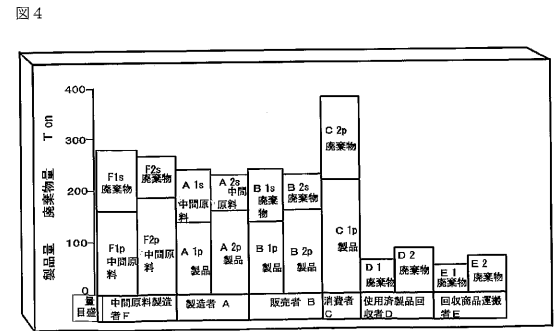 図４
400
300
200
100
0
Ton
廃棄物量
製品量
F1s
廃棄物
F1p
中間原料
F2s
廃棄物
F2p
中間原料
A 1s
中間原料
A 1p
製品
A 2s
中間原料
A 2p
製品
B 1s
廃棄物
B 1p
製品
B 2s
廃棄物
B 2p
製品
C 2p
廃棄物
C 1p
製品
D 1
廃棄物
D 2
廃棄物
E 1
廃棄物
E 2
廃棄物
量
目盛
中間原料製造
者F
製造者 A
販売者 B
消費者
C
使用済製品回
収者D
回収商品運搬
者E